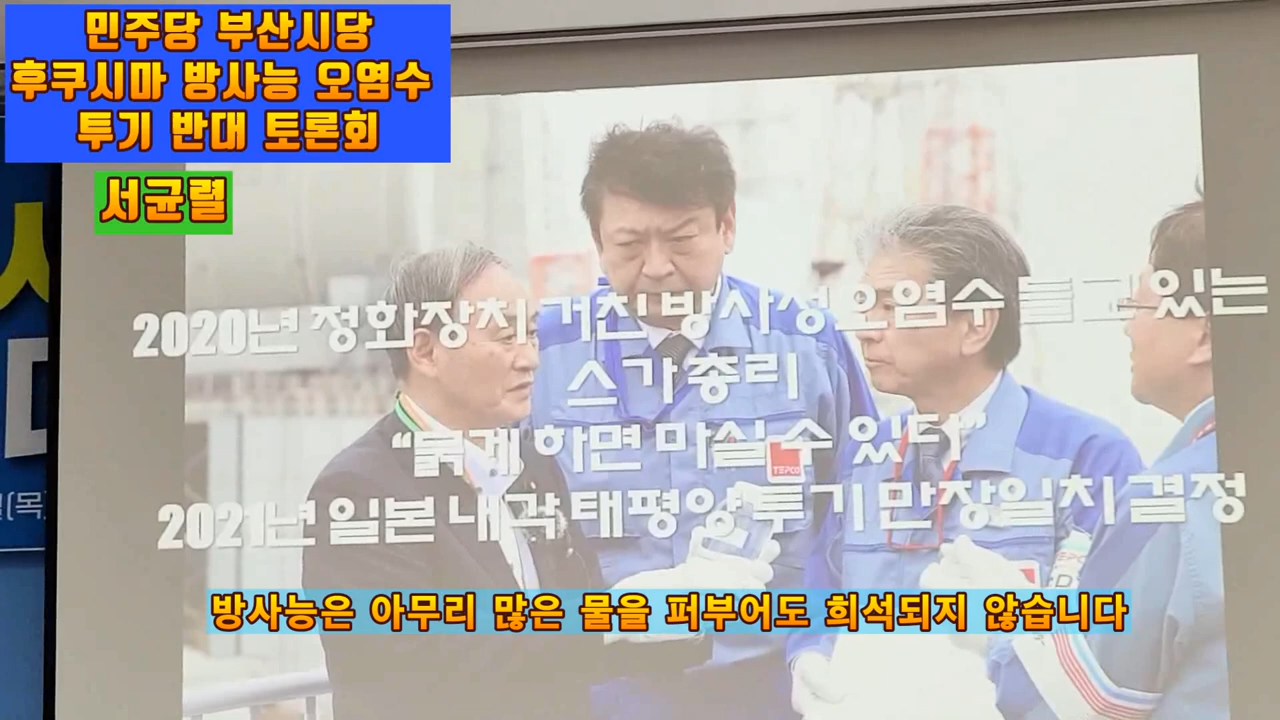 민주당 부산시당
후쿠시마 방사능 오염수
투기 반대 토론회
서균렬
2020년 정화장치 거친 방사성오염수 들고 있는
스가 총리
“묽게 하면 마실 수 있다”
TEPCO
2021년 일본 내각 태평양 투기 만장일치 결정
(목)
방사능은 아무리 많은 물을 퍼부어도 희석되지 않습니다